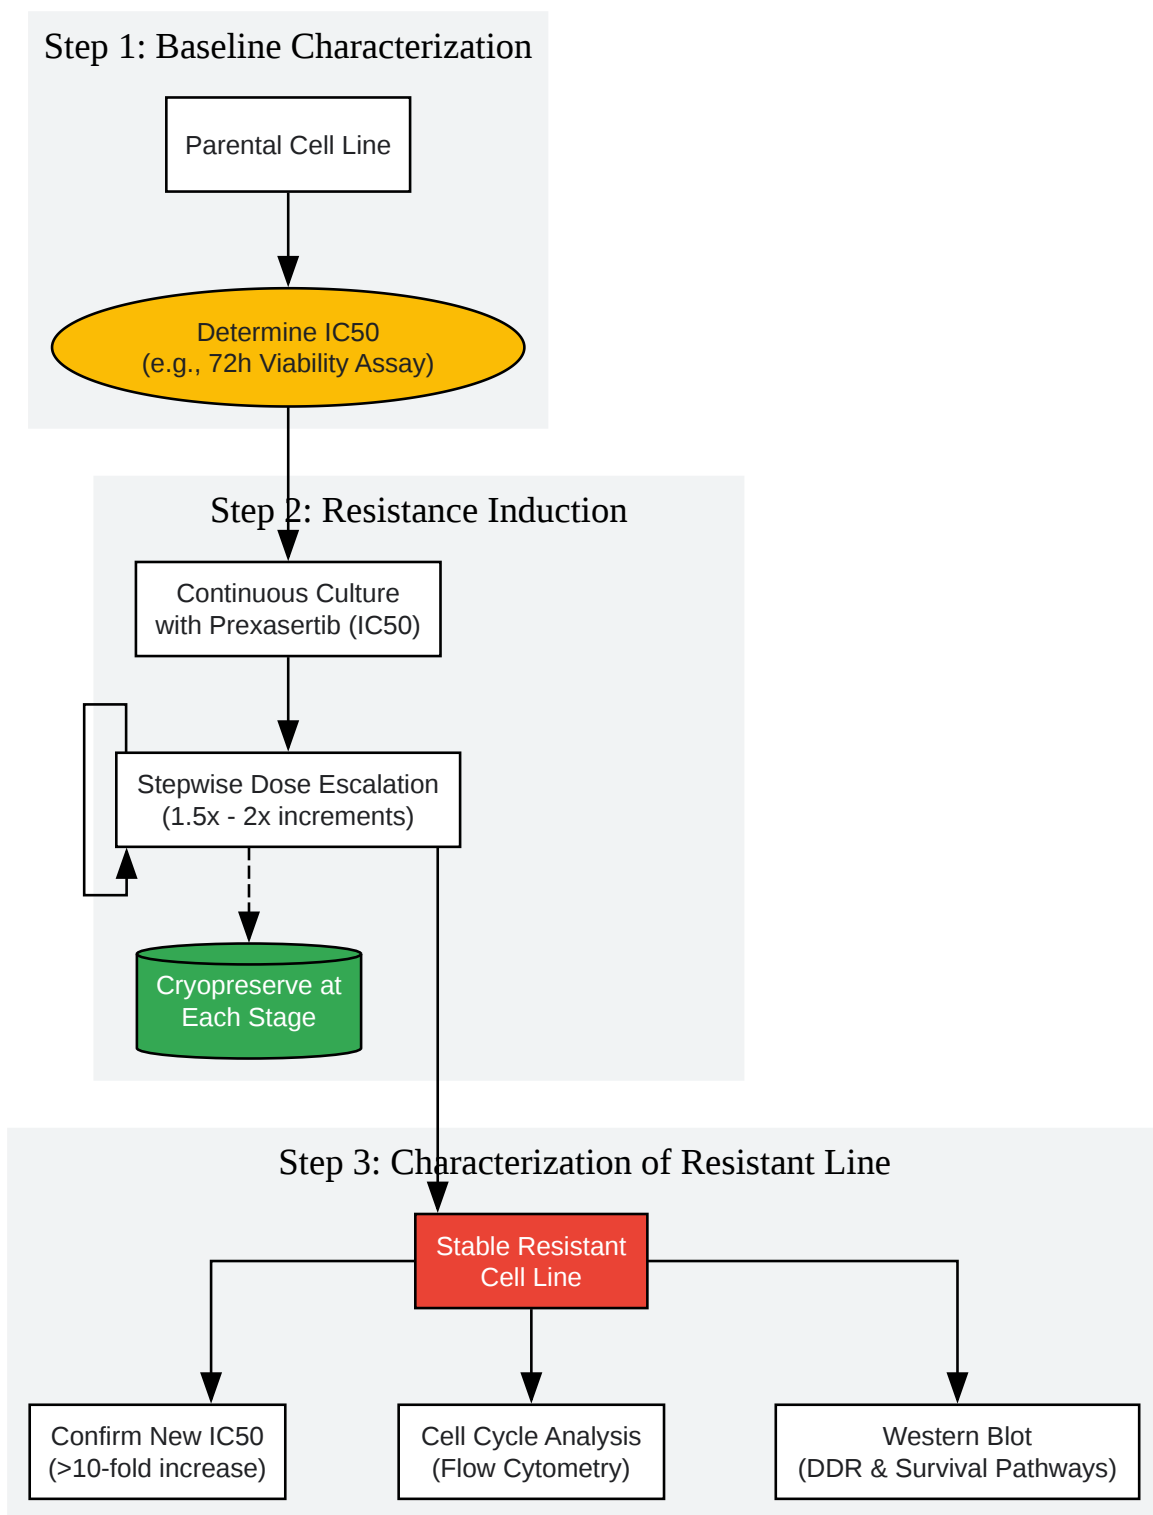 Step 1: Baseline Characterization
Parental Cell Line
Determine IC50
(e.g., 72h Viability Assay)
Step 2: Resistance Induction
Continuous Culture
with Prexasertib (IC50)
Stepwise Dose Escalation
(1.5x - 2x increments)
Cryopreserve at
Each Stage
Step 3: Characterization of Resistant Line
Stable Resistant
Cell Line
Confirm New IC50
(>10-fold increase)
Cell Cycle Analysis
(Flow Cytometry)
Western Blot
(DDR & Survival Pathways)